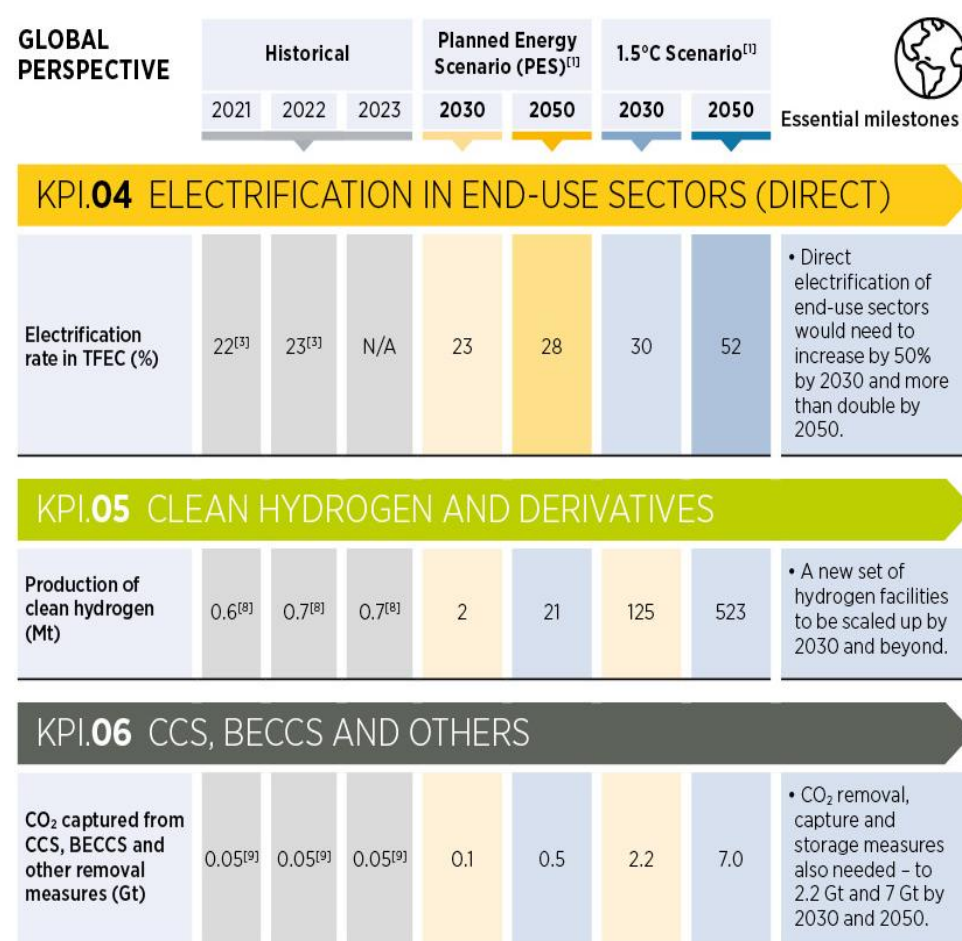 GLOBAL
PERSPECTIVE
Historical
Planned Energy
Scenario (PES)[1]
1.5°C Scenario[1]
2021 2022 2023 2030 2050 2030 2050
Essential milestones
KPI.04 ELECTRIFICATION IN END-USE SECTORS (DIRECT)
Electrification
rate in TFEC (%)
22[3] 23[3] N/A 23 28 30 52
• Direct
electrification of
end-use sectors
would need to
increase by 50%
by 2030 and more
than double by
2050.
KPI.05 CLEAN HYDROGEN AND DERIVATIVES
Production of
clean hydrogen
(Mt)
0.6[8] 0.7[8] 0.7[8] 2 21 125 523
• A new set of
hydrogen facilities
to be scaled up by
2030 and beyond.
KPI.06 CCS, BECCS AND OTHERS
CO₂ captured from
CCS, BECCS and
other removal
measures (Gt)
0.05[9] 0.05[9] 0.05[9] 0.1 0.5 2.2 7.0
• CO₂ removal,
capture and
storage measures
also needed – to
2.2 Gt and 7 Gt by
2030 and 2050.